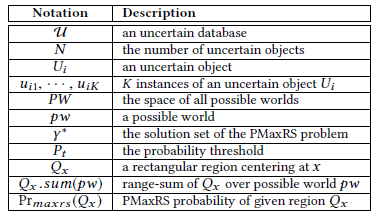 Notation Description
𝒰 an uncertain database
N the number of uncertain objects
U_i an uncertain object
u_{i1}, ⋯ , u_{iK} K instances of an uncertain object U_i
PW the space of all possible worlds
pw a possible world
γ* the solution set of the PMaxRS problem
P_t the probability threshold
Q_x a rectangular region centering at x
Q_x.sum(pw) range-sum of Q_x over possible world pw
Pr_{maxrs}(Q_x) PMaxRS probability of given region Q_x